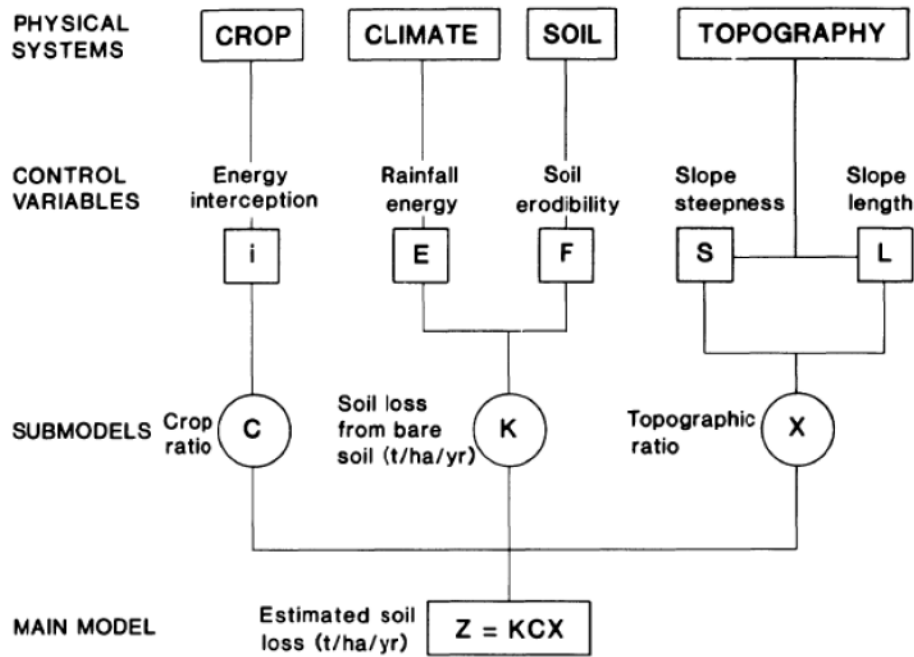 PHYSICAL
SYSTEMS
CROP
CLIMATE
SOIL
TOPOGRAPHY
CONTROL
VARIABLES
Energy
interception
Rainfall
energy
Soil
erodibility
Slope
steepness
Slope
length
i
E
F
S
L
SUBMODELS
Crop
ratio
C
Soil loss
from bare
soil (t/ha/yr)
K
Topographic
ratio
X
MAIN MODEL
Estimated soil
loss (t/ha/yr)
Z = KCX